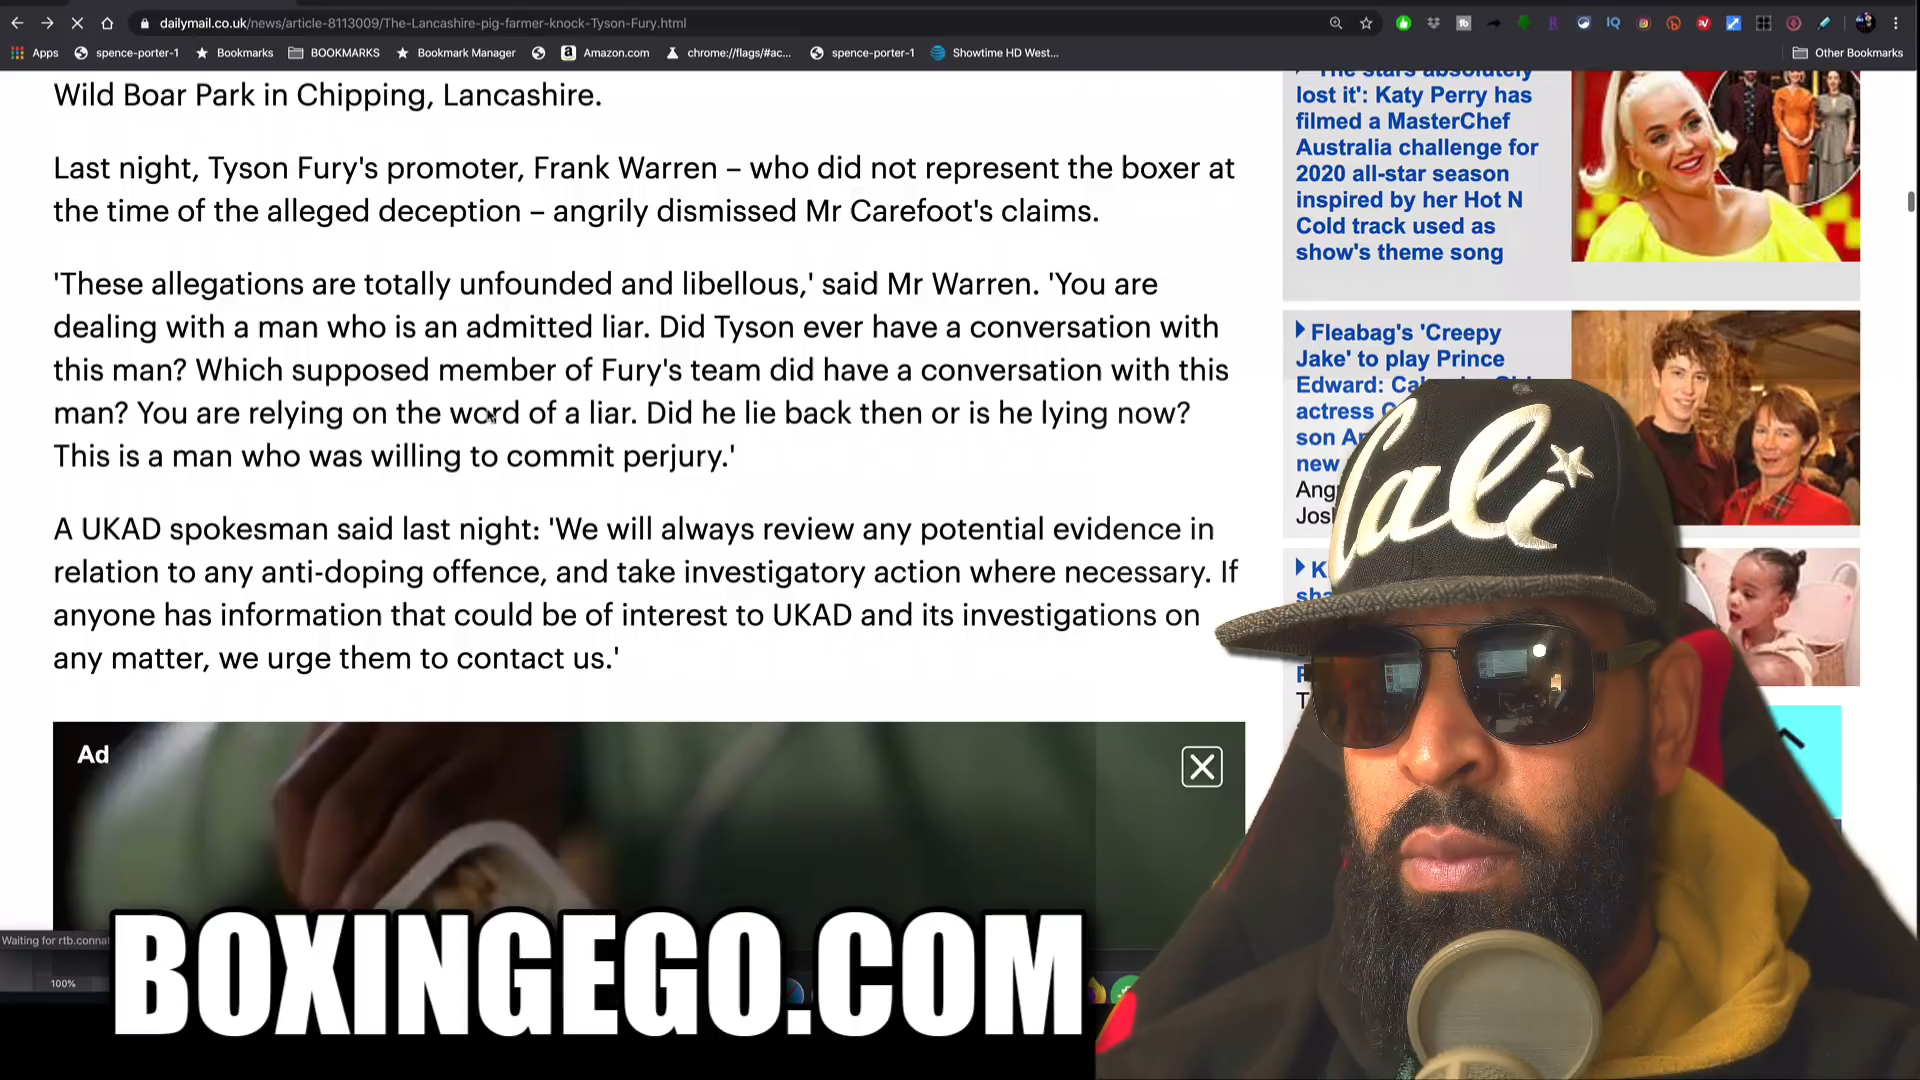 dailymail.co.uk/news/article-8113009/The-Lancashire-pig-farmer-knock-Tyson-Fury.html
Apps spence-porter-1 Bookmarks BOOKMARKS Bookmark Manager Amazon.com chrome://flags/#ac... spence-porter-1 Showtime HD West... Other Bookmarks
Wild Boar Park in Chipping, Lancashire.
Last night, Tyson Fury's promoter, Frank Warren – who did not represent the boxer at
the time of the alleged deception – angrily dismissed Mr Carefoot's claims.
'These allegations are totally unfounded and libellous,' said Mr Warren. 'You are
dealing with a man who is an admitted liar. Did Tyson ever have a conversation with
this man? Which supposed member of Fury's team did have a conversation with this
man? You are relying on the word of a liar. Did he lie back then or is he lying now?
This is a man who was willing to commit perjury.'
A UKAD spokesman said last night: 'We will always review any potential evidence in
relation to any anti-doping offence, and take investigatory action where necessary. If
anyone has information that could be of interest to UKAD and its investigations on
any matter, we urge them to contact us.'
Ad
Waiting for rtb.connat
100%
BOXINGEGO.COM
'The stars absolutely
lost it': Katy Perry has
filmed a MasterChef
Australia challenge for
2020 all-star season
inspired by her Hot N
Cold track used as
show's theme song
Fleabag's 'Creepy
Jake' to play Prince
Edward:
actress
son
new
Cali